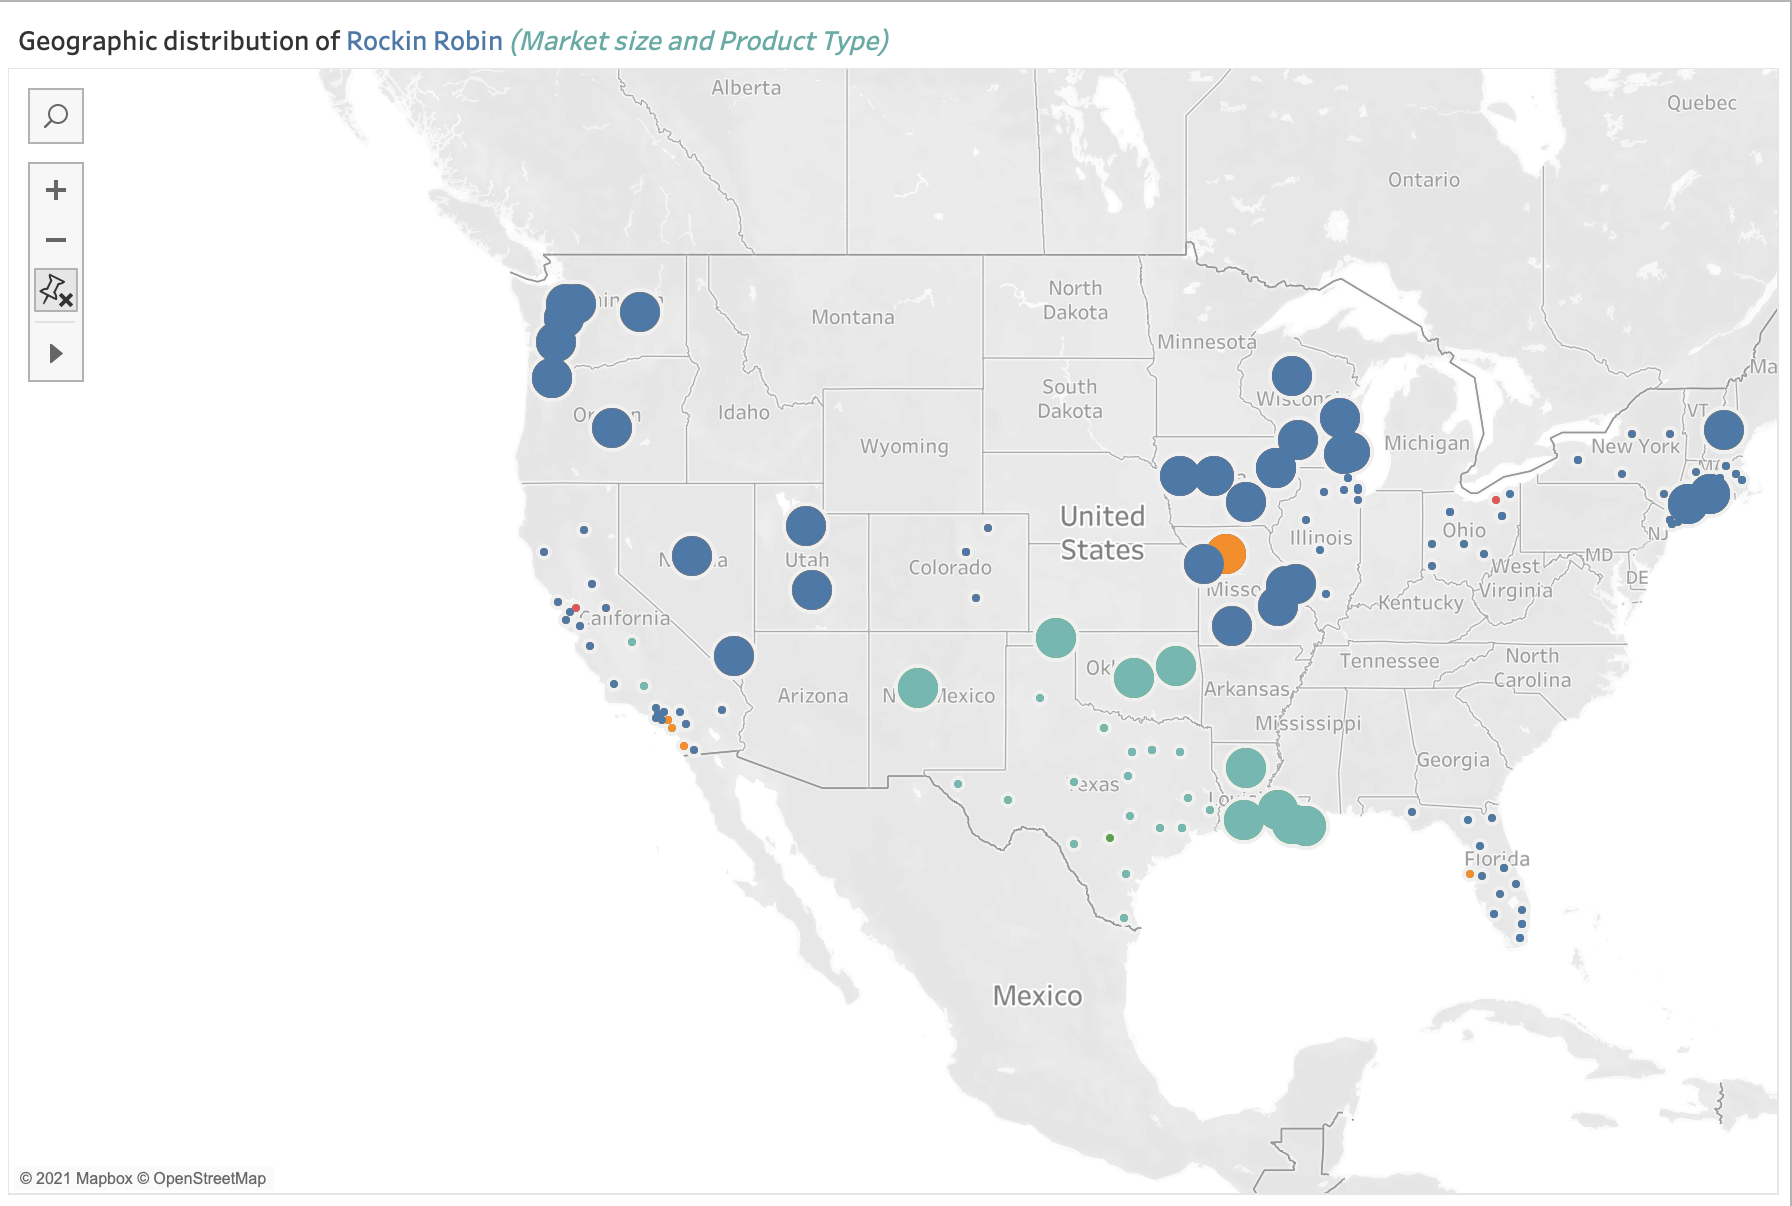 Geographic distribution of Rockin Robin (Market size and Product Type)
Alberta
Quebec
Ontario
North
Dakota
Montana
Minnesota
South
Dakota
Idaho
Wyoming
Michigan
VT
New York
United
States
Utah
Colorado
Illinois
Ohio
NJ
MD
DE
West
Virginia
Kentucky
California
Tennessee
North
Carolina
Arizona
Arkansas
Mississippi
Georgia
Florida
Mexico
© 2021 Mapbox © OpenStreetMap